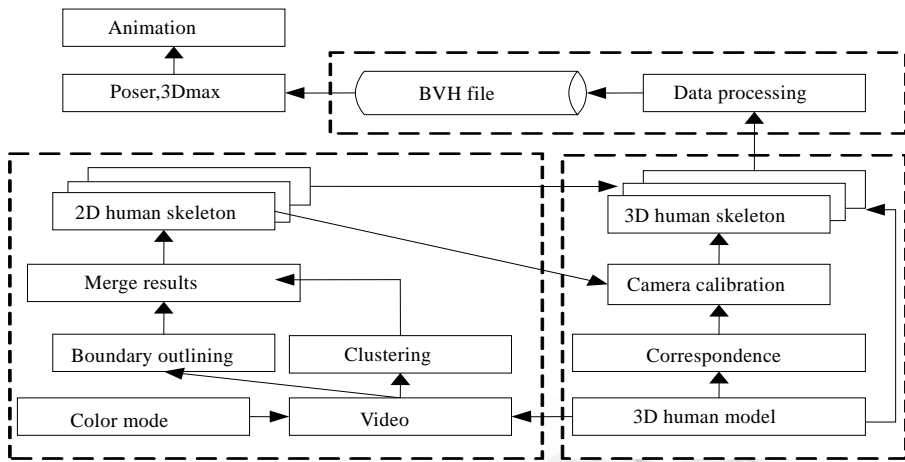 Animation
Poser,3Dmax
BVH file
Data processing
2D human skeleton
3D human skeleton
Merge results
Camera calibration
Boundary outlining
Clustering
Correspondence
Color mode
Video
3D human model